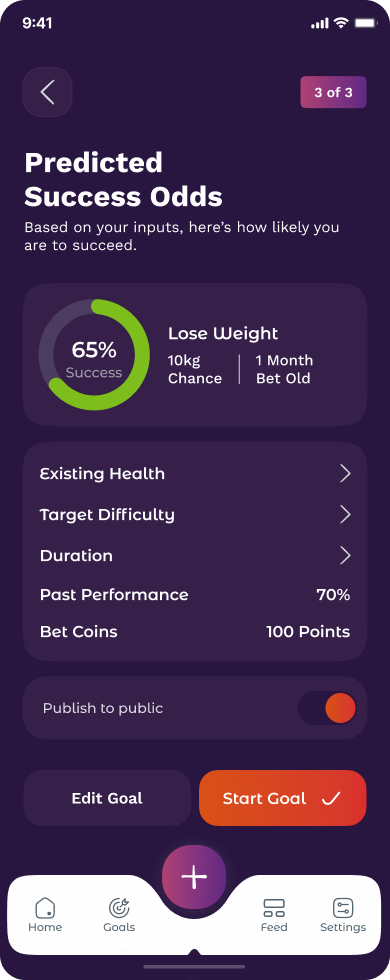 9:41
3 of 3
Predicted
Success Odds
Based on your inputs, here's how likely you
are to succeed.
65%
Success
Lose Weight
10kg
Chance
1 Month
Bet Old
Existing Health
Target Difficulty
Duration
Past Performance 70%
Bet Coins 100 Points
Publish to public
Edit Goal
Start Goal
Home
Goals
Feed
Settings